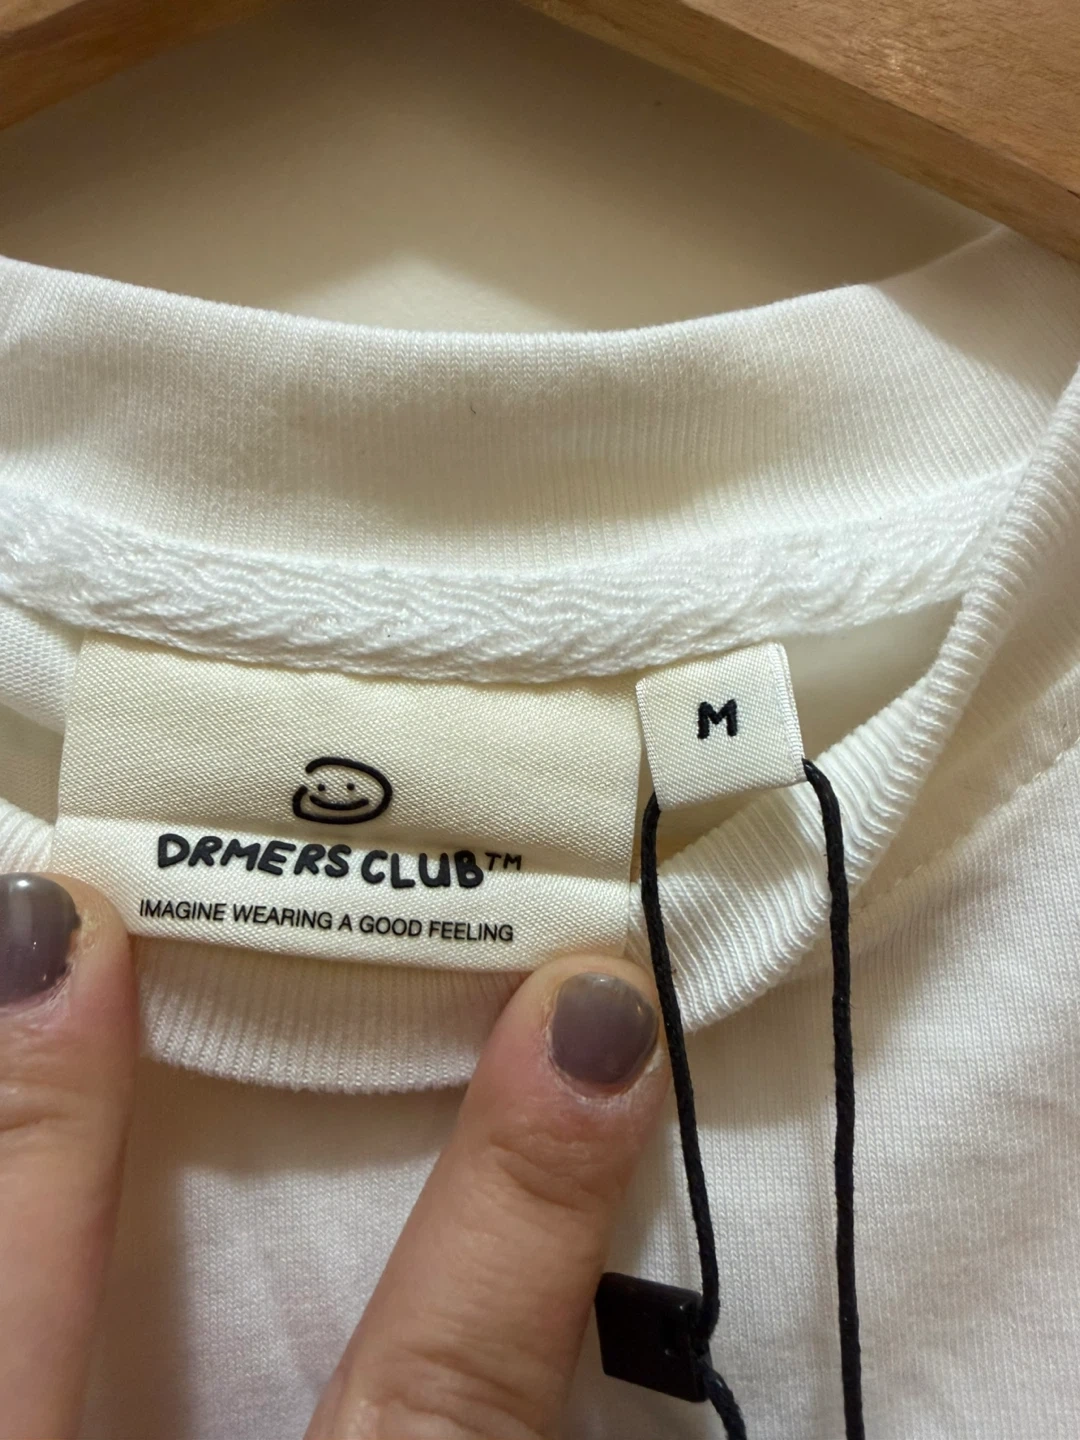 M
DRMERS CLUB™
IMAGINE WEARING A GOOD FEELING